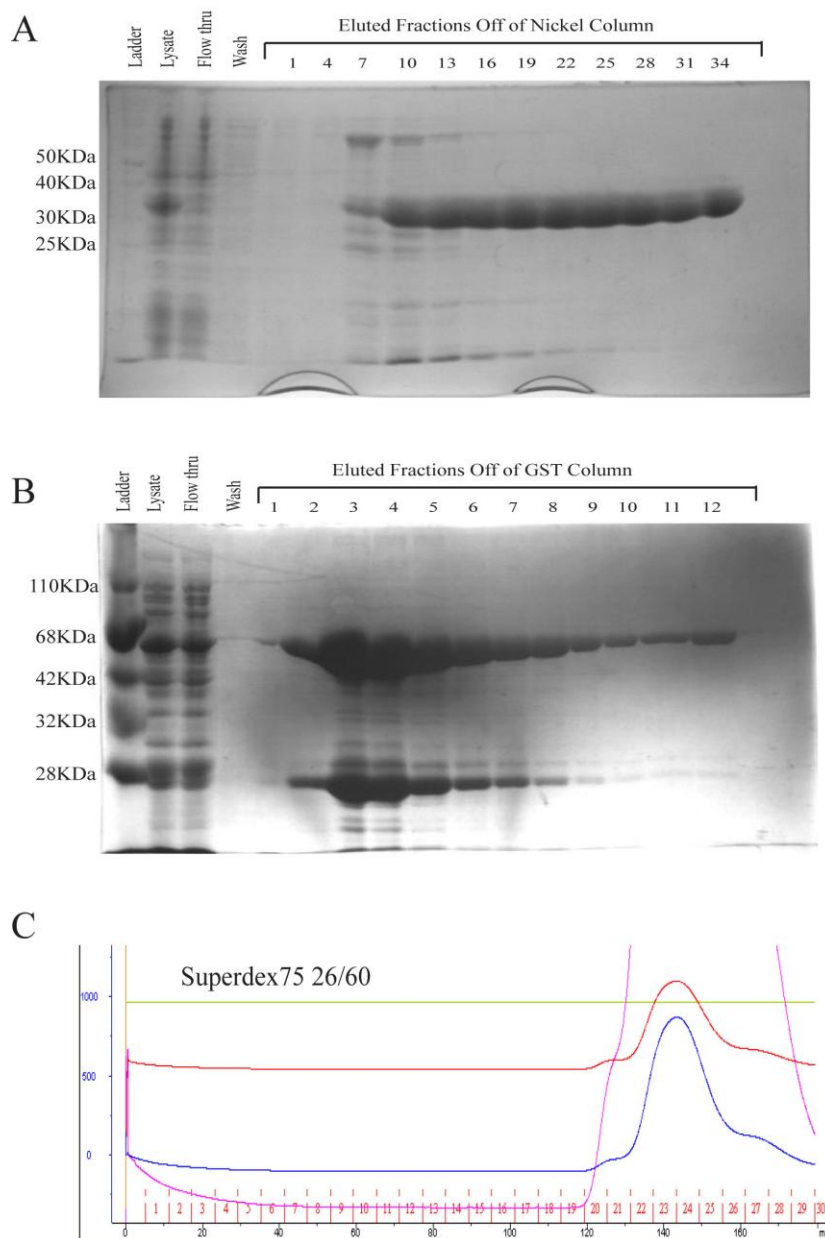 A
Eluted Fractions Off of Nickel Column
Ladder Lysate Flow thru Wash 1 4 7 10 13 16 19 22 25 28 31 34
50KDa
40KDa
30KDa
25KDa
B
Eluted Fractions Off of GST Column
Ladder Lysate Flow thru Wash 1 2 3 4 5 6 7 8 9 10 11 12
110KDa
68KDa
42KDa
32KDa
28KDa
C
Superdex75 26/60
1000
500
0
1 2 3 4 5 6 7 8 9 10 11 12 13 14 15 16 17 18 19 20 21 22 23 24 25 26 27 28 29 30
0 20 40 60 80 100 120 140 160 m